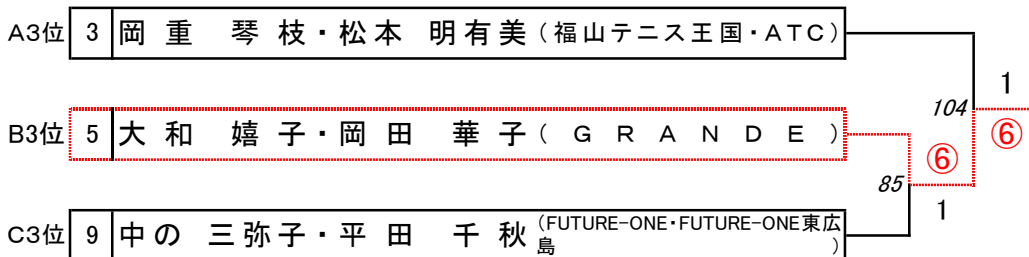 A3位 3 岡重 琴枝・松本 明有美(福山テニス王国・ATC)
1
104
B3位 5 大和 嬉子・岡田 華子(GRANDE)
⑥
⑥
85
1
C3位 9 中の 三弥子・平田 千秋(FUTURE-ONE・FUTURE-ONE東広
島)